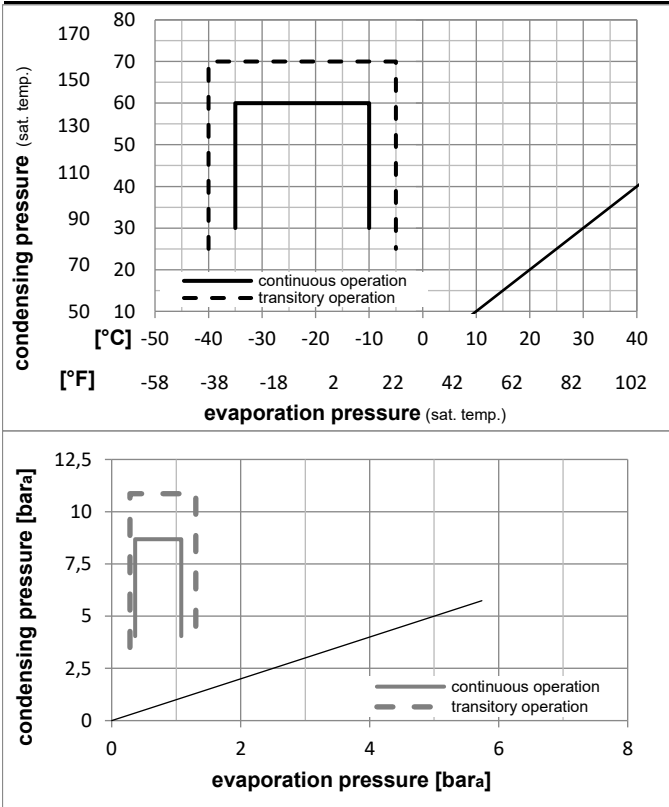 condensing pressure (sat. temp.)
170
150
130
110
90
70
50
80
70
60
50
40
30
20
10
continuous operation
transitory operation
[°C] -50 -40 -30 -20 -10 0 10 20 30 40
[°F] -58 -38 -18 2 22 42 62 82 102
evaporation pressure (sat. temp.)
condensing pressure [bara]
12,5
10
7,5
5
2,5
0
continuous operation
transitory operation
0 2 4 6 8
evaporation pressure [bara]